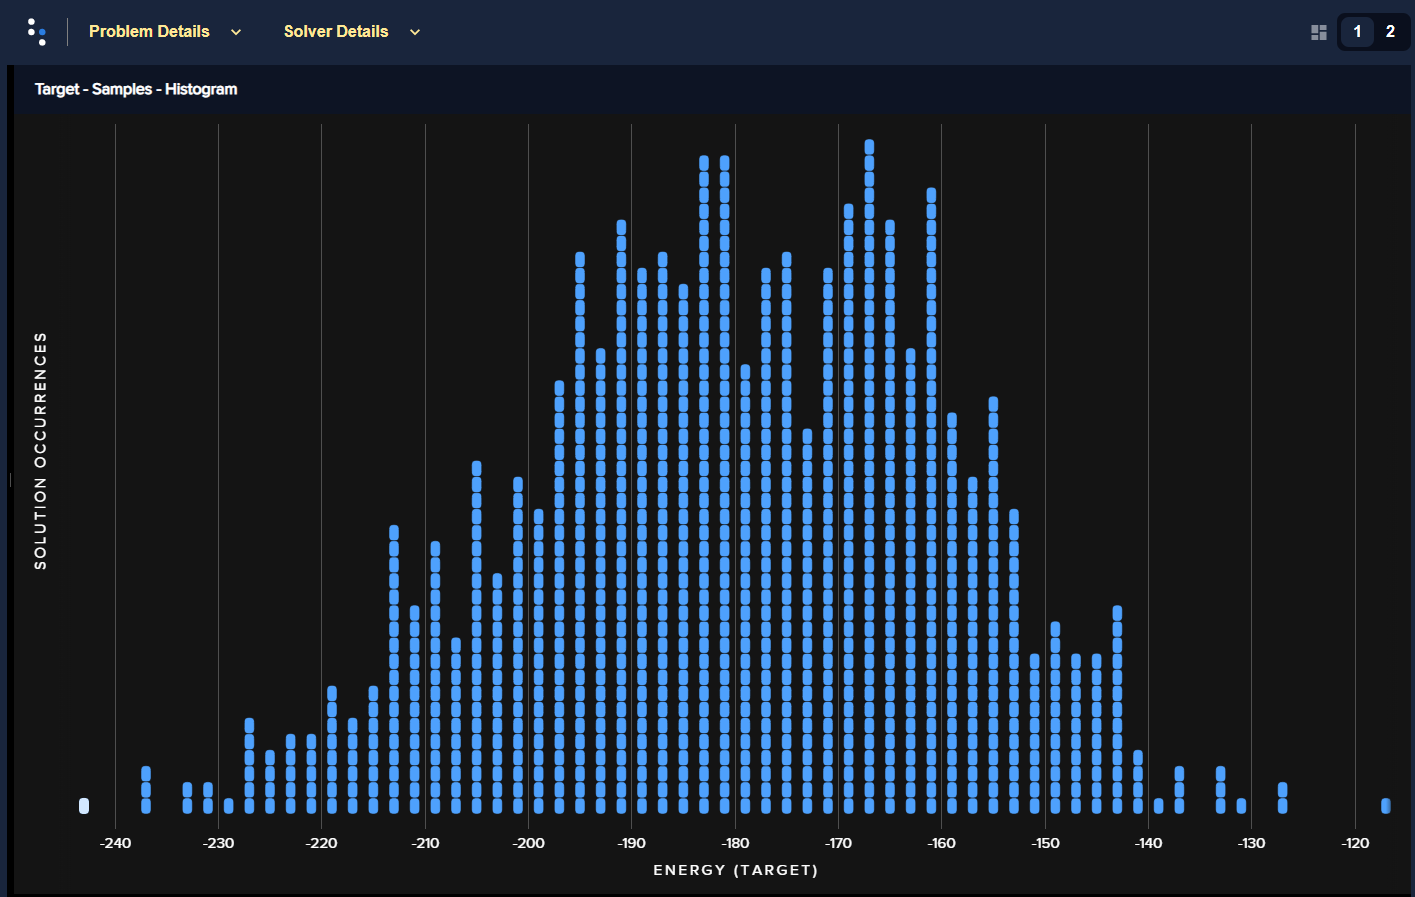 Problem Details Solver Details 1 2
Target - Samples - Histogram
SOLUTION OCCURRENCES
-240 -230 -220 -210 -200 -190 -180 -170 -160 -150 -140 -130 -120
ENERGY (TARGET)